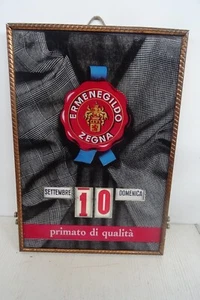 ERMENEGILDO
ZEGNA
SETTEMBRE 10 DOMENICA
primato di qualità